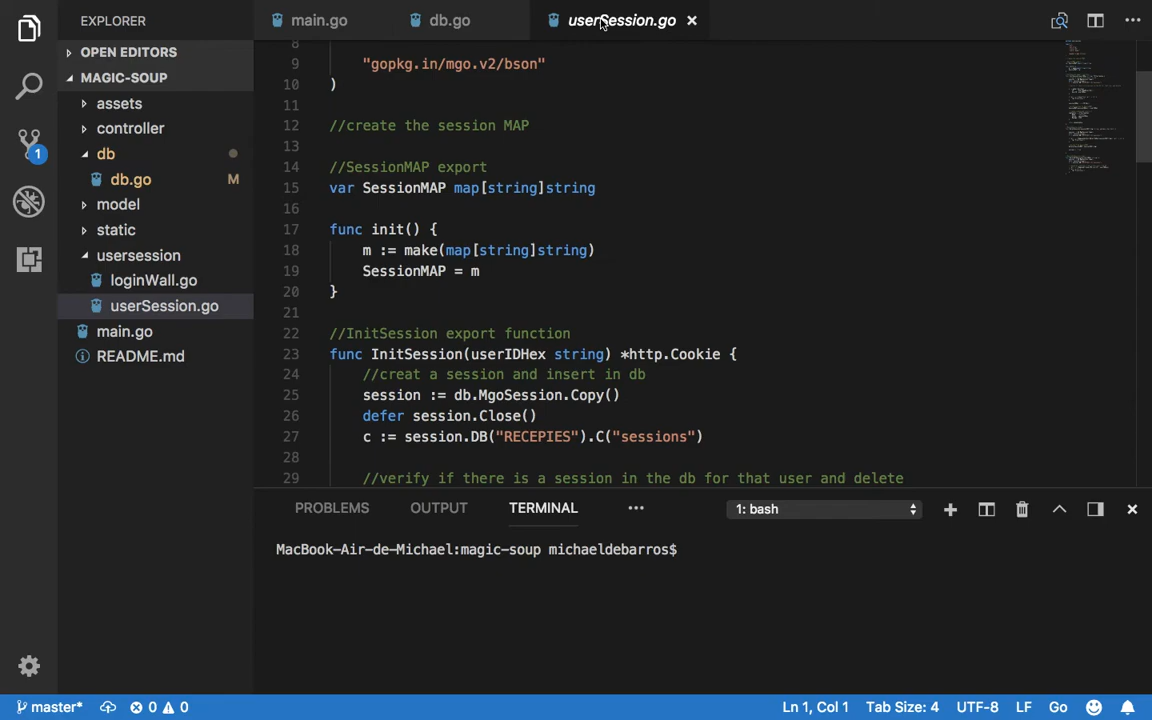 EXPLORER
OPEN EDITORS
MAGIC-SOUP
assets
controller
db
db.go M
model
static
usersession
loginWall.go
userSession.go
main.go
README.md
1
main.go db.go userSession.go
8
9 "gopkg.in/mgo.v2/bson"
10 )
11
12 //create the session MAP
13
14 //SessionMAP export
15 var SessionMAP map[string]string
16
17 func init() {
18 m := make(map[string]string)
19 SessionMAP = m
20 }
21
22 //InitSession export function
23 func InitSession(userIDHex string) *http.Cookie {
24 //creat a session and insert in db
25 session := db.MgoSession.Copy()
26 defer session.Close()
27 c := session.DB("RECEPIES").C("sessions")
28
29 //verify if there is a session in the db for that user and delete
PROBLEMS OUTPUT TERMINAL 1: bash
MacBook-Air-de-Michael:magic-soup michaeldebarros$
master* 0 0 Ln 1, Col 1 Tab Size: 4 UTF-8 LF Go